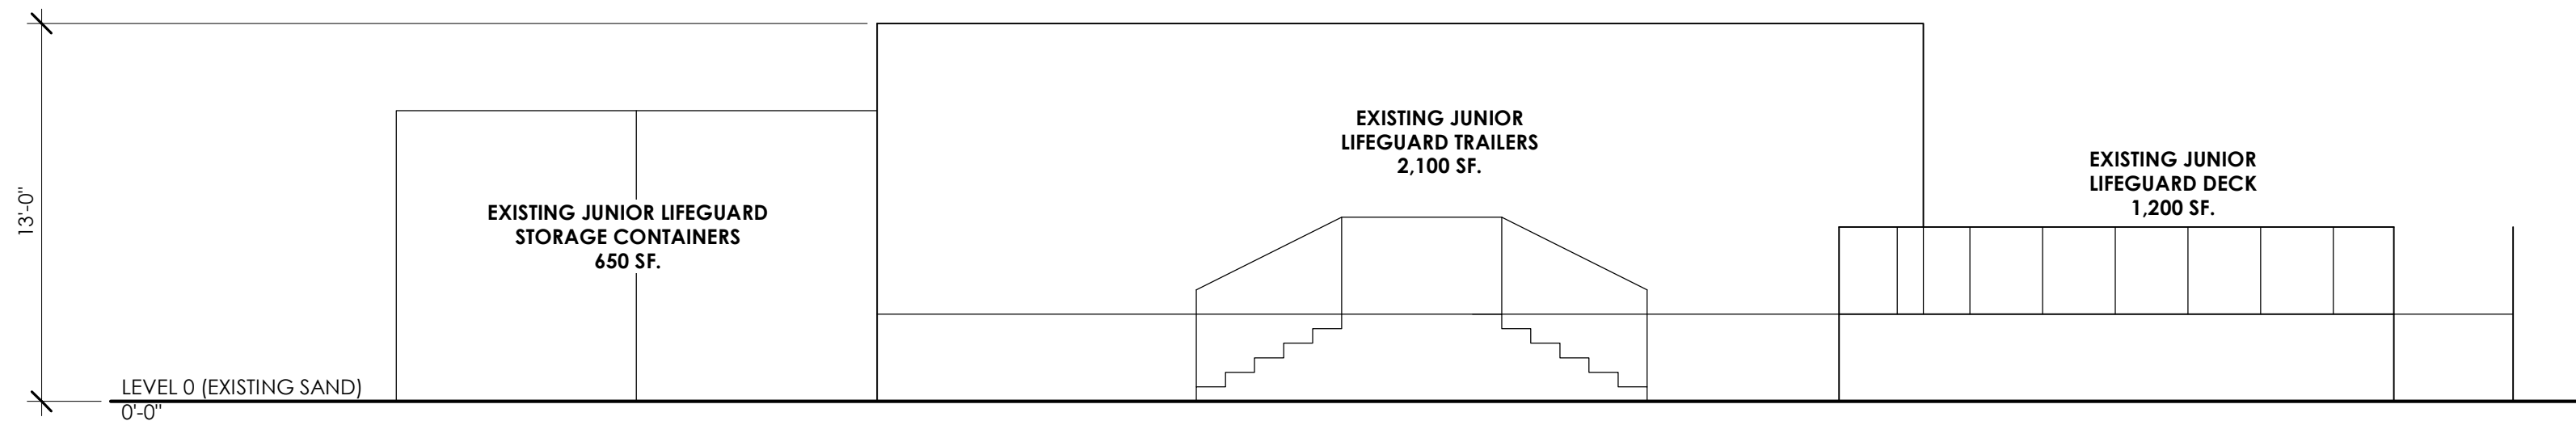 13'-0"
EXISTING JUNIOR LIFEGUARD
STORAGE CONTAINERS
650 SF.
EXISTING JUNIOR
LIFEGUARD TRAILERS
2,100 SF.
EXISTING JUNIOR
LIFEGUARD DECK
1,200 SF.
LEVEL 0 (EXISTING SAND)
0'-0"